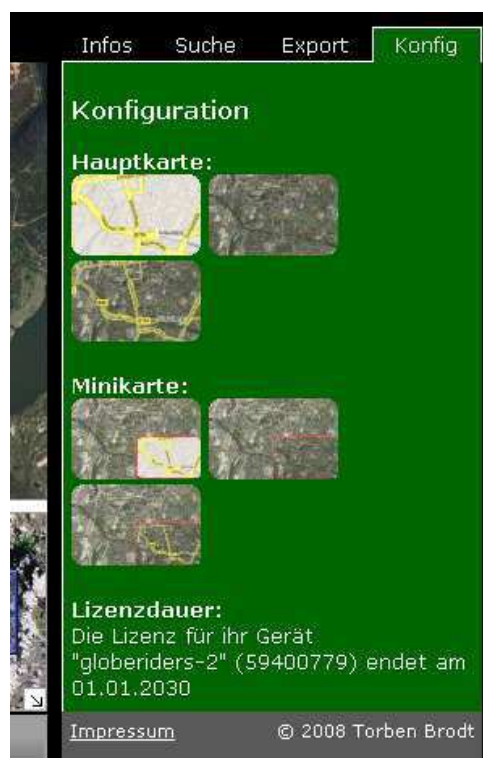 Infos Suche Export Konfig
Konfiguration
Hauptkarte:
Minikarte:
Lizenzdauer:
Die Lizenz für ihr Gerät
"globeriders-2" (59400779) endet am
01.01.2030
Impressum © 2008 Torben Brodt